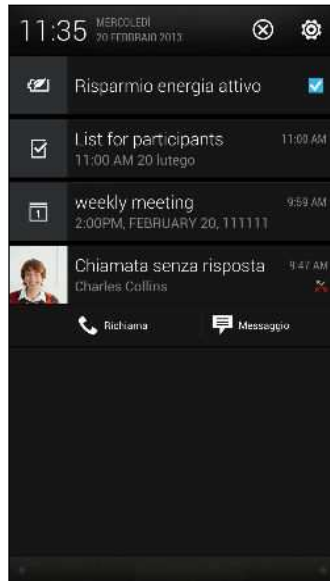 11:35 MERCOLEDÌ
20 FEBBRAIO 2013
Risparmio energia attivo
List for participants 11:00 AM
11:00 AM 20 lutego
1
weekly meeting 9:59 AM
2:00PM, FEBRUARY 20, 111111
Chiamata senza risposta 9:47 AM
Charles Collins
Richiama Messaggio